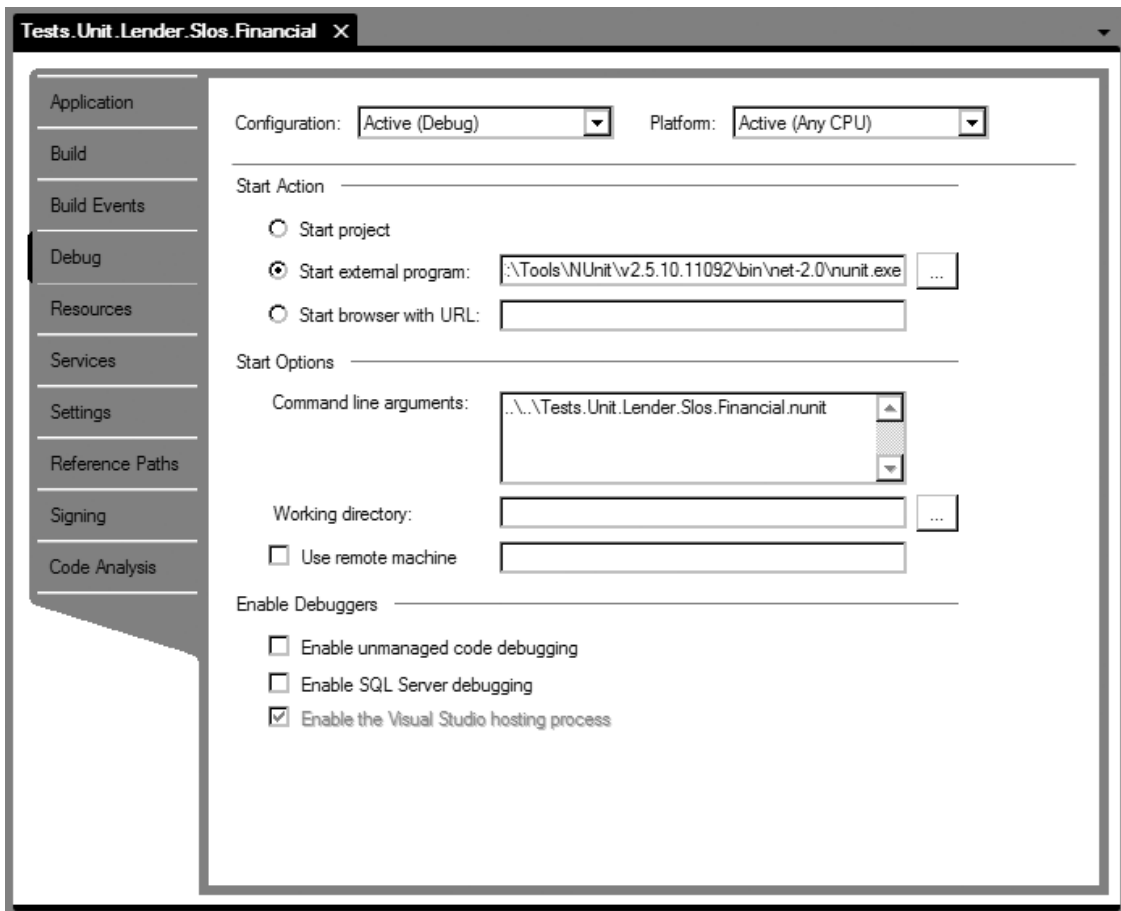 Tests.Unit.Lender.Slos.Financial X
Application
Build
Build Events
Debug
Resources
Services
Settings
Reference Paths
Signing
Code Analysis
Configuration: Active (Debug) Platform: Active (Any CPU)
Start Action
Start project
Start external program: :\Tools\NUnit\v2.5.10.11092\bin\net-2.0\nunit.exe ...
Start browser with URL:
Start Options
Command line arguments: ..\..\Tests.Unit.Lender.Slos.Financial.nunit
Working directory: ...
Use remote machine
Enable Debuggers
Enable unmanaged code debugging
Enable SQL Server debugging
Enable the Visual Studio hosting process